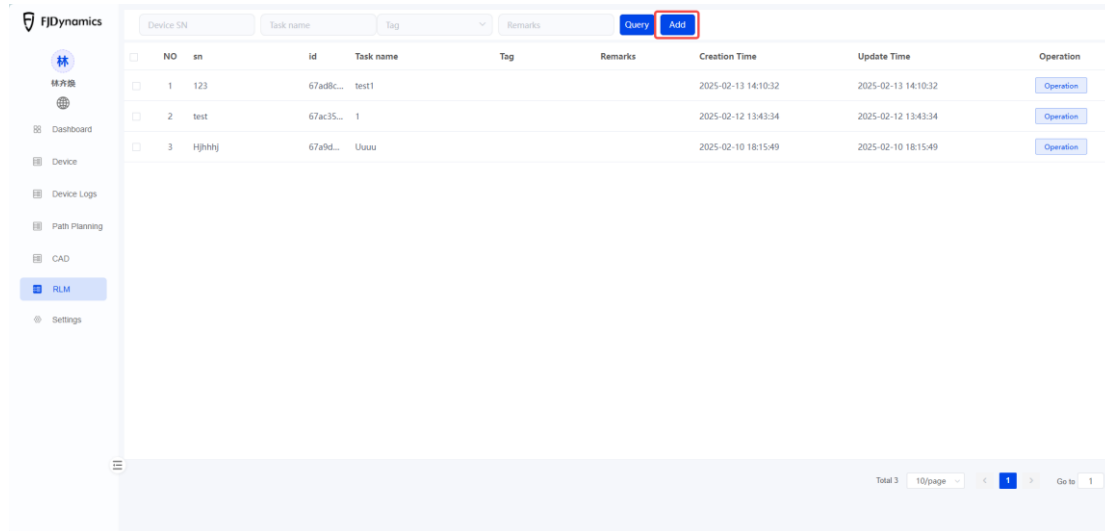 FJDynamics
Device SN Task name Tag Remarks Query Add
林
林卉煥
Dashboard
Device
Device Logs
Path Planning
CAD
RLM
Settings
NO sn id Task name Tag Remarks Creation Time Update Time Operation
1 123 67ad8c... test1 2025-02-13 14:10:32 2025-02-13 14:10:32 Operation
2 test 67ac35... 1 2025-02-12 13:43:34 2025-02-12 13:43:34 Operation
3 Hjhhhj 67a9d... Uuuu 2025-02-10 18:15:49 2025-02-10 18:15:49 Operation
Total 3 10/page < 1 > Go to 1